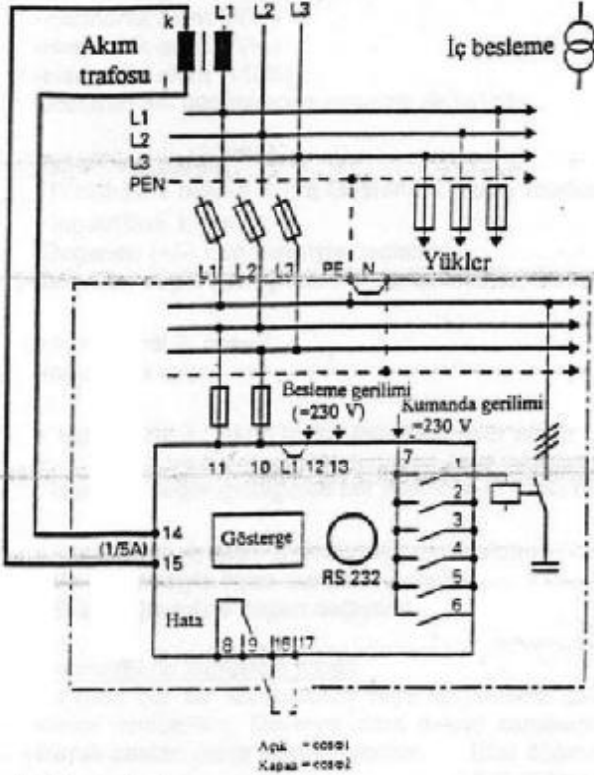 k
L1 L2 L3
Akım
trafosu
l
İç besleme
L1
L2
L3
PEN
L1 L2 L3 PE N
Yükler
Besleme gerilimi
(=230 V)
Kumanda gerilimi
=230 V
11 10 L1 12 13
7
1
2
3
4
5
6
14
(1/5A)
15
Gösterge
RS 232
Hata
8 9 16 17
Açık = cosφ1
Kapalı = cosφ2